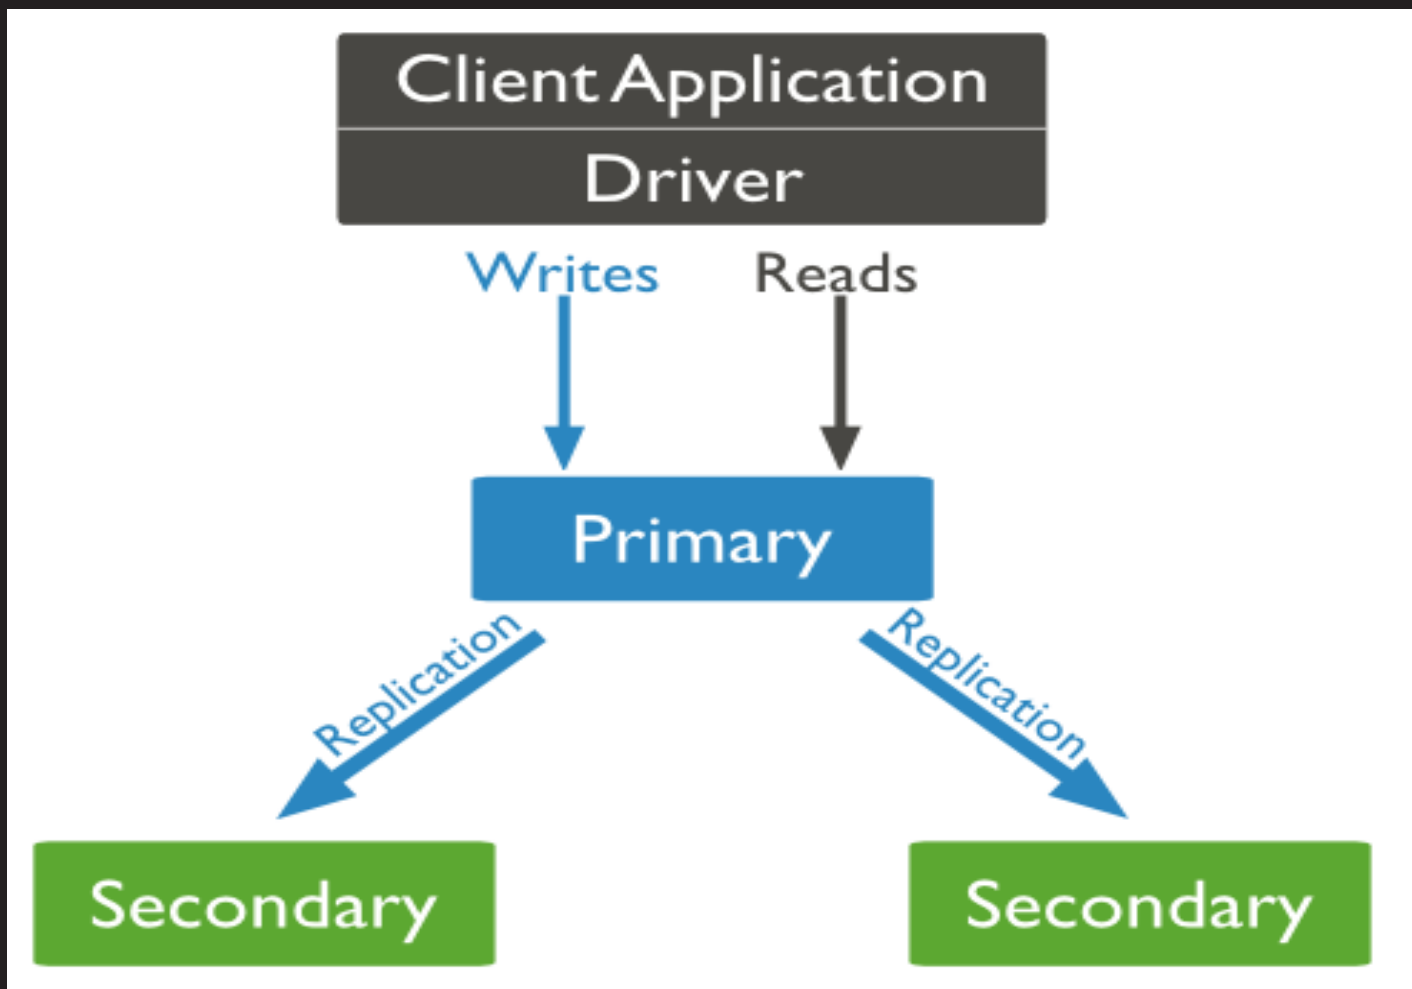 Client Application
Driver
Writes
Reads
Primary
Replication
Replication
Secondary
Secondary